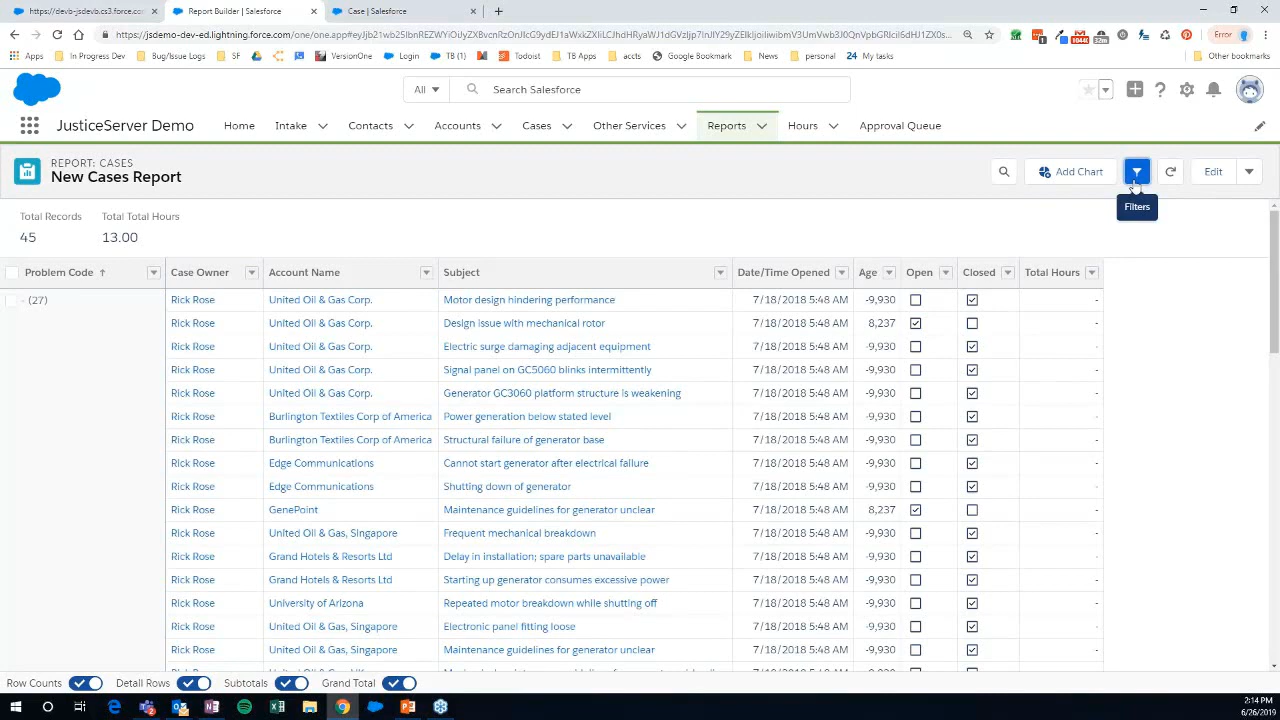 https://devb-jsdevb.cs3.force.com
Report Builder | Salesforce
Case | Salesforce
Apps
In Progress Dev
Bug/Issue Logs
SF
VersionOne
Login
TB (1)
Todoist
TB Apps
accts
Google Bookmark
News
personal
24 My tasks
Other bookmarks
Error
All
Search Salesforce
JusticeServer Demo
Home
Intake
Contacts
Accounts
Cases
Other Services
Reports
Hours
Approval Queue
REPORT: CASES
New Cases Report
Add Chart
Edit
Filters
Total Records
Total Total Hours
45
13.00
Problem Code ↑ Case Owner Account Name Subject Date/Time Opened Age Open Closed Total Hours
- (27) Rick Rose United Oil & Gas Corp. Motor design hindering performance 7/18/2018 5:48 AM -9,930 -
Rick Rose United Oil & Gas Corp. Design issue with mechanical rotor 7/18/2018 5:48 AM 8,237 -
Rick Rose United Oil & Gas Corp. Electric surge damaging adjacent equipment 7/18/2018 5:48 AM -9,930 -
Rick Rose United Oil & Gas Corp. Signal panel on GC5060 blinks intermittently 7/18/2018 5:48 AM -9,930 -
Rick Rose United Oil & Gas Corp. Generator GC3060 platform structure is weakening 7/18/2018 5:48 AM -9,930 -
Rick Rose Burlington Textiles Corp of America Power generation below stated level 7/18/2018 5:48 AM -9,930 -
Rick Rose Burlington Textiles Corp of America Structural failure of generator base 7/18/2018 5:48 AM -9,930 -
Rick Rose Edge Communications Cannot start generator after electrical failure 7/18/2018 5:48 AM -9,930 -
Rick Rose Edge Communications Shutting down of generator 7/18/2018 5:48 AM -9,930 -
Rick Rose GenePoint Maintenance guidelines for generator unclear 7/18/2018 5:48 AM 8,237 -
Rick Rose United Oil & Gas, Singapore Frequent mechanical breakdown 7/18/2018 5:48 AM -9,930 -
Rick Rose Grand Hotels & Resorts Ltd Delay in installation; spare parts unavailable 7/18/2018 5:48 AM -9,930 -
Rick Rose Grand Hotels & Resorts Ltd Starting up generator consumes excessive power 7/18/2018 5:48 AM -9,930 -
Rick Rose University of Arizona Repeated motor breakdown while shutting off 7/18/2018 5:48 AM -9,930 -
Rick Rose United Oil & Gas, Singapore Electronic panel fitting loose 7/18/2018 5:48 AM -9,930 -
Rick Rose United Oil & Gas, Singapore Maintenance guidelines for generator unclear 7/18/2018 5:48 AM -9,930 -
Row Counts
Detail Rows
Subtotals
Grand Total
2:14 PM
6/26/2019